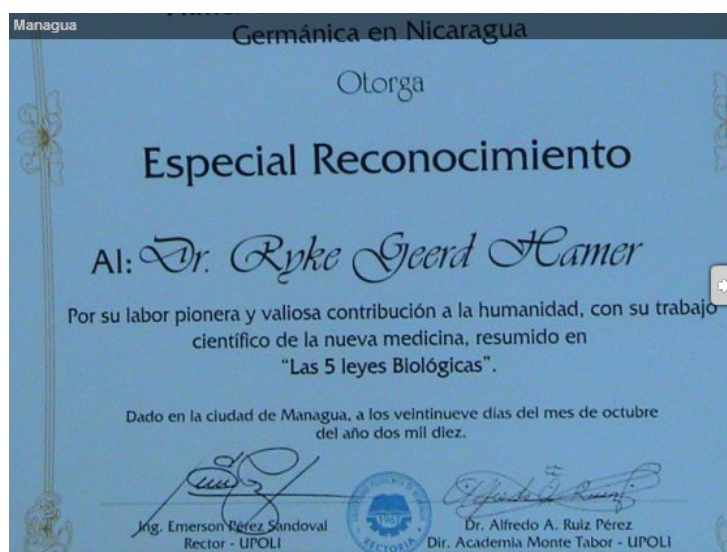 Managua
Germánica en Nicaragua
Otorga
Especial Reconocimiento
Al: Dr. Ryke Geerd Hamer
Por su labor pionera y valiosa contribución a la humanidad, con su trabajo
científico de la nueva medicina, resumido en
"Las 5 leyes Biológicas".
Dado en la ciudad de Managua, a los veintinueve días del mes de octubre
del año dos mil diez.
Ing. Emerson Pérez Sandoval
Rector - UPOLI
Dr. Alfredo A. Ruiz Pérez
Dir. Academia Monte Tabor - UPOLI
1967
RECTORIA